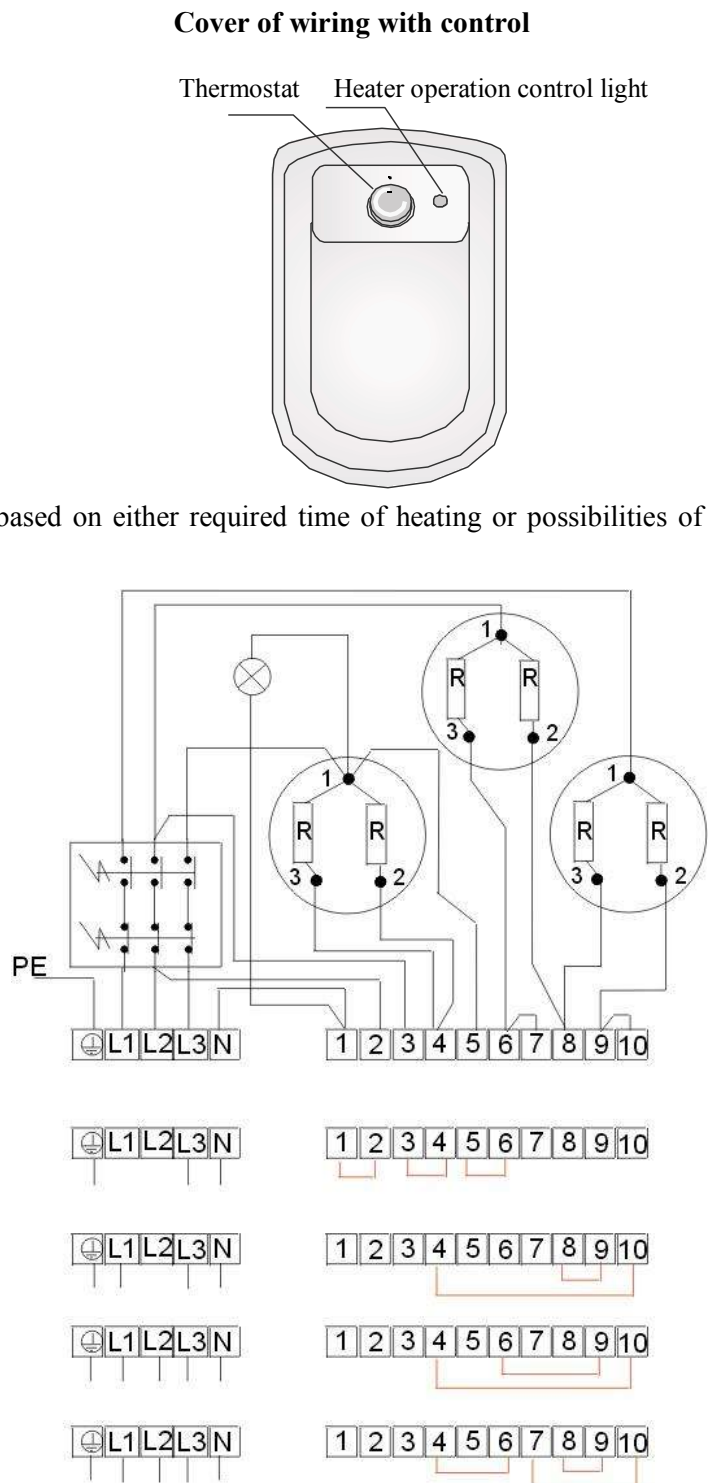 Cover of wiring with control
Thermostat Heater operation control light
based on either required time of heating or possibilities of
1
R R
3 2
1
R R
3 2
1
R R
3 2
PE
L1 L2 L3 N 1 2 3 4 5 6 7 8 9 10
L1 L2 L3 N 1 2 3 4 5 6 7 8 9 10
L1 L2 L3 N 1 2 3 4 5 6 7 8 9 10
L1 L2 L3 N 1 2 3 4 5 6 7 8 9 10
L1 L2 L3 N 1 2 3 4 5 6 7 8 9 10